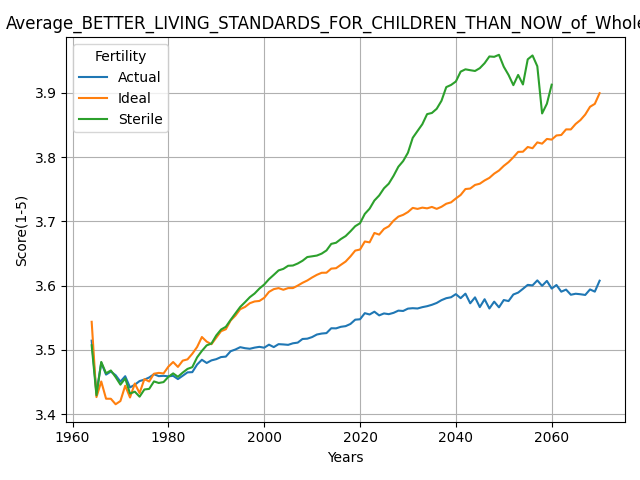 Average_BETTER_LIVING_STANDARDS_FOR_CHILDREN_THAN_NOW_of_Whole
Fertility
Actual
Ideal
Sterile
Score(1-5)
3.9
3.8
3.7
3.6
3.5
3.4
1960 1980 2000 2020 2040 2060
Years